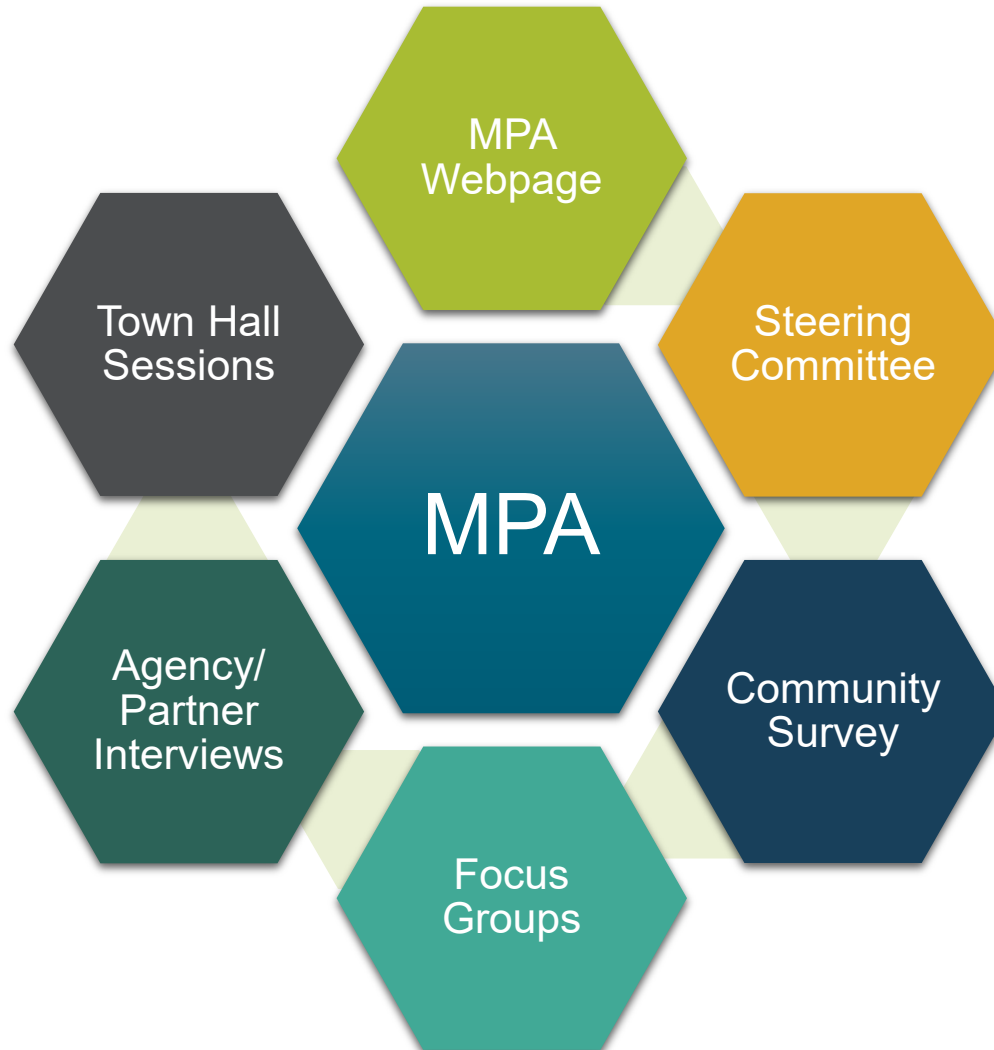 MPA
Webpage
Steering
Committee
Community
Survey
Focus
Groups
Agency/
Partner
Interviews
Town Hall
Sessions
MPA